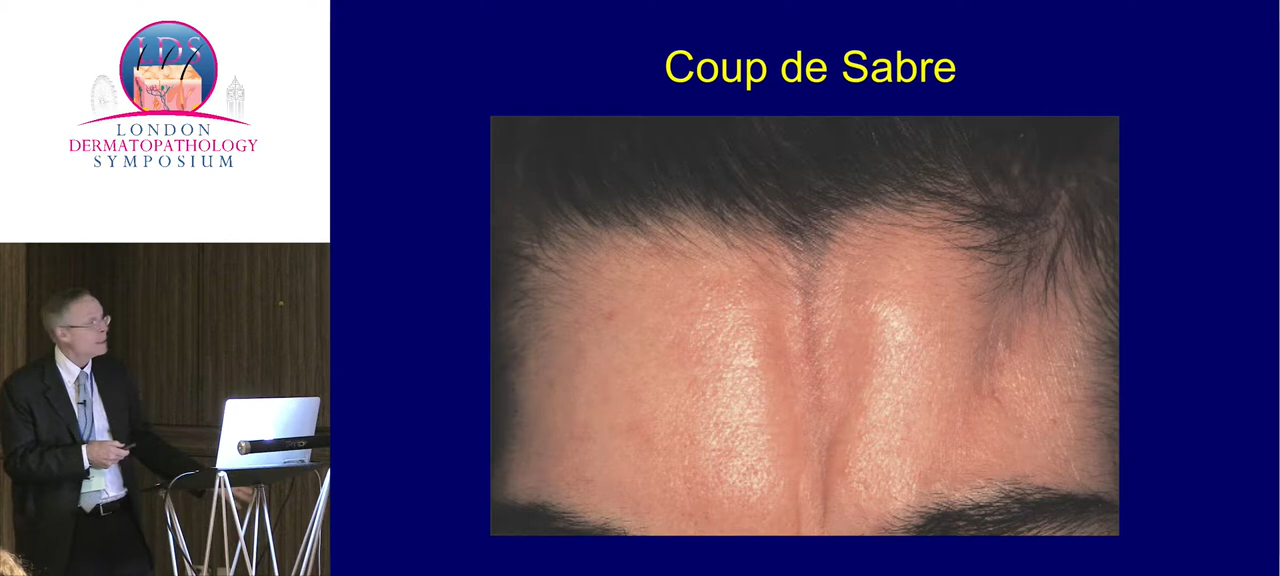 LDS
LONDON
DERMATOPATHOLOGY
SYMPOSIUM
Coup de Sabre